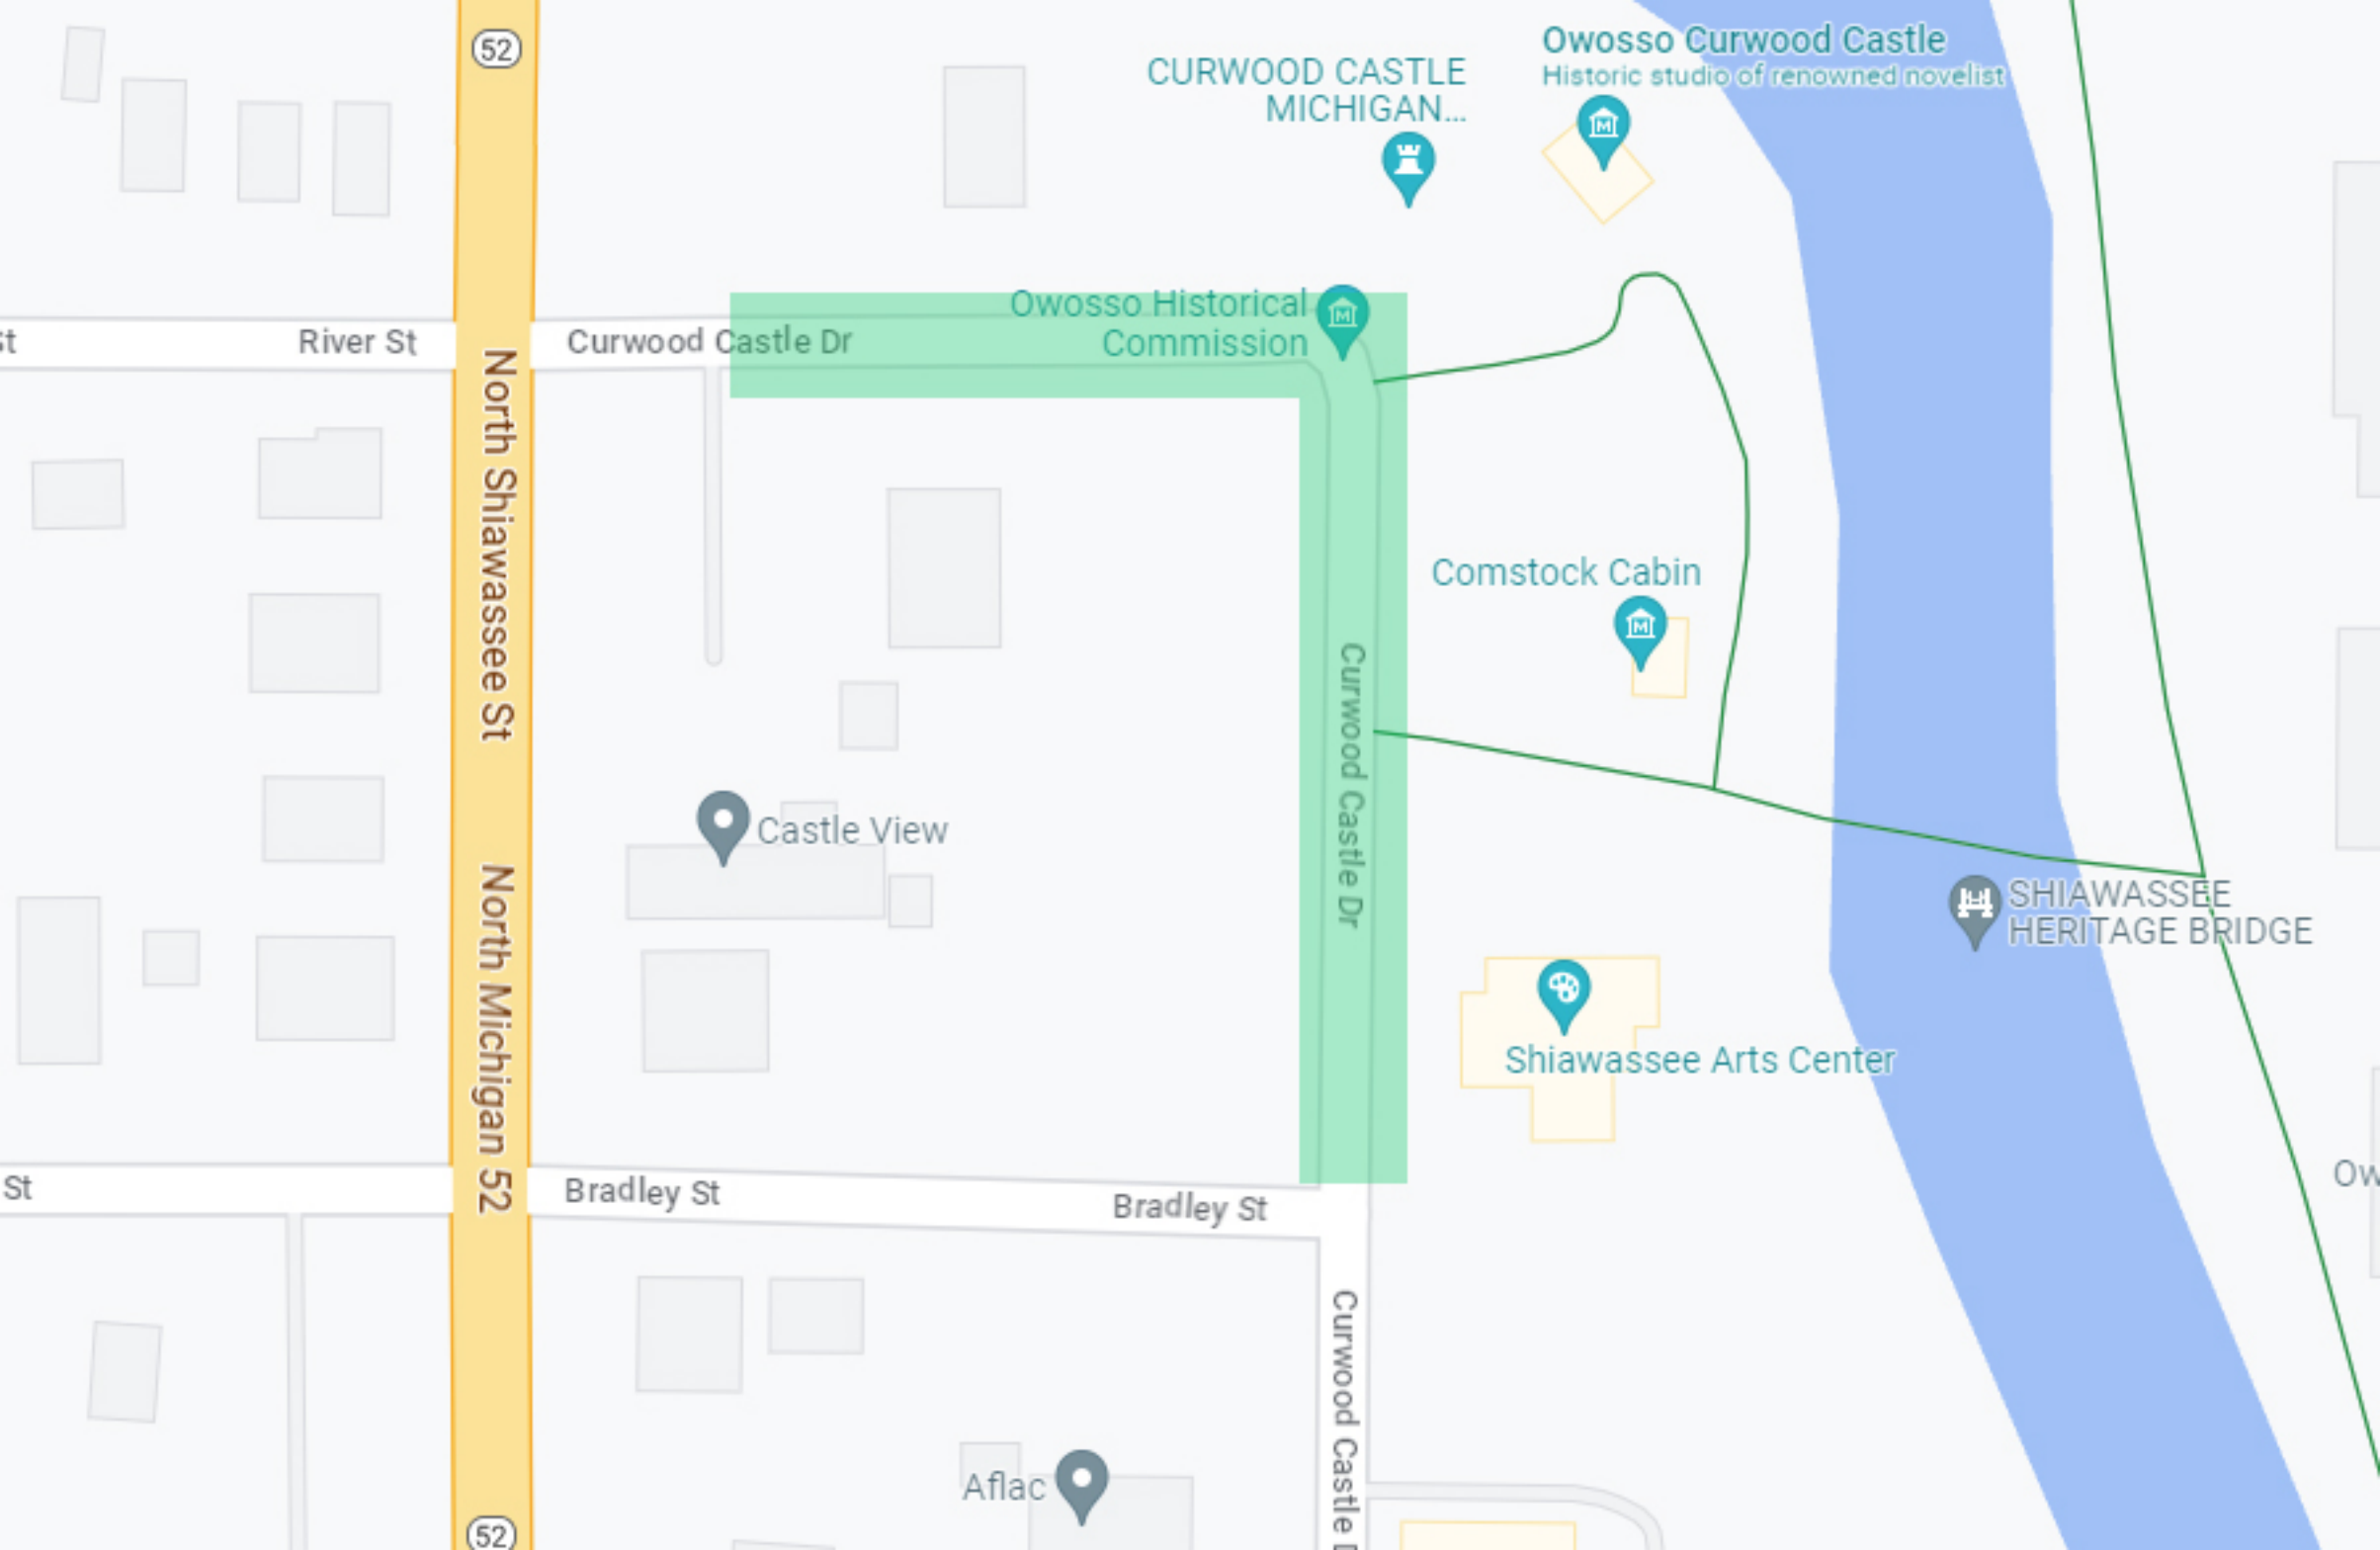 52
Owosso Curwood Castle
Historic studio of renowned novelist
CURWOOD CASTLE
MICHIGAN...
Owosso Historical
Commission
St
River St
Curwood Castle Dr
North Shiawassee St
Comstock Cabin
Curwood Castle Dr
Castle View
SHIAWASSEE
HERITAGE BRIDGE
North Michigan 52
Shiawassee Arts Center
St
Bradley St
Bradley St
Ow
Curwood Castle D
Aflac
52